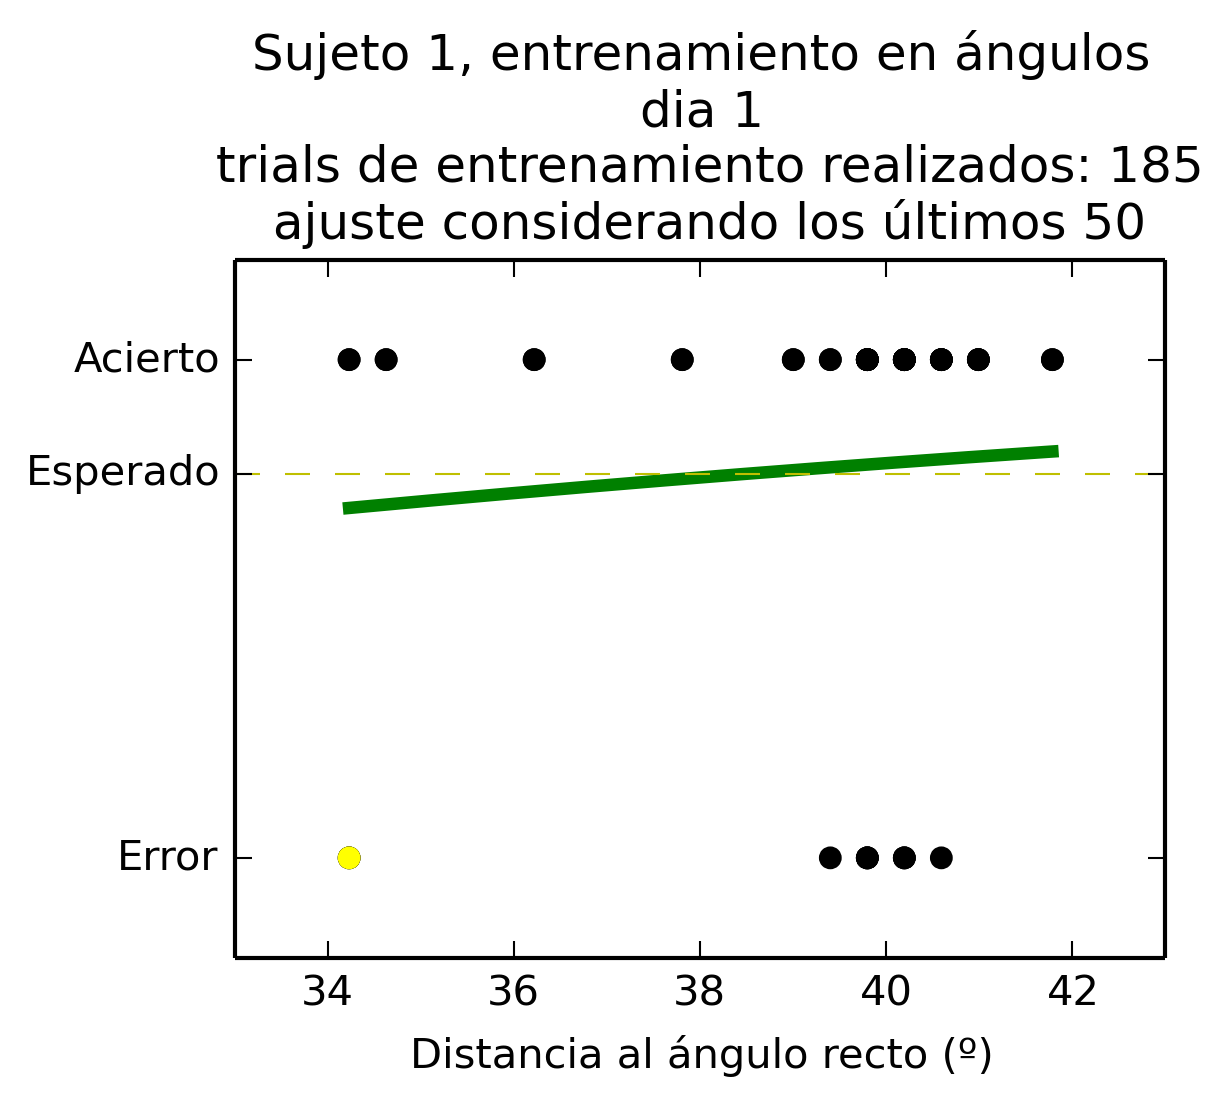 Sujeto 1, entrenamiento en ángulos
dia 1
trials de entrenamiento realizados: 185
ajuste considerando los últimos 50
Acierto
Esperado
Error
34 36 38 40 42
Distancia al ángulo recto (º)